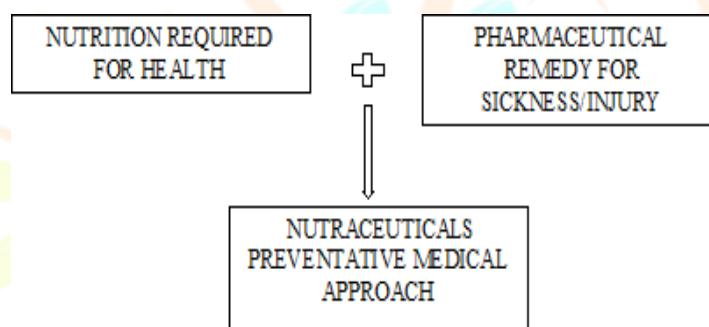 NUTRITION REQUIRED
FOR HEALTH
PHARMACEUTICAL
REMEDY FOR
SICKNESS/INJURY
NUTRACEUTICALS
PREVENTATIVE MEDICAL
APPROACH